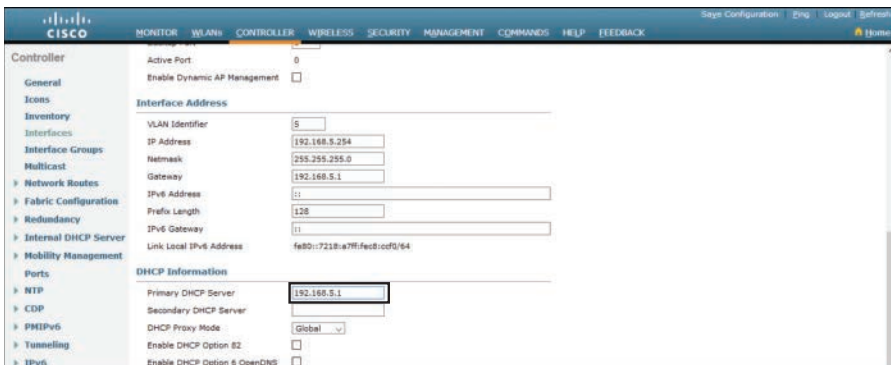 Save Configuration Ping Logout Refresh
CISCO MONITOR WLANs CONTROLLER WIRELESS SECURITY MANAGEMENT COMMANDS HELP FEEDBACK Home
Controller
General
Icons
Inventory
Interfaces
Interface Groups
Multicast
Network Routes
Fabric Configuration
Redundancy
Internal DHCP Server
Mobility Management
Ports
NTP
CDP
PMIPv6
Tunneling
IPv6
Active Port 0
Enable Dynamic AP Management
Interface Address
VLAN Identifier 5
IP Address 192.168.5.254
Netmask 255.255.255.0
Gateway 192.168.5.1
IPv6 Address ::
Prefix Length 128
IPv6 Gateway ::
Link Local IPv6 Address fe80::7218:a7ff:fec8:ccf0/64
DHCP Information
Primary DHCP Server 192.168.5.1
Secondary DHCP Server
DHCP Proxy Mode Global
Enable DHCP Option 82
Enable DHCP Option 6 OpenDNS